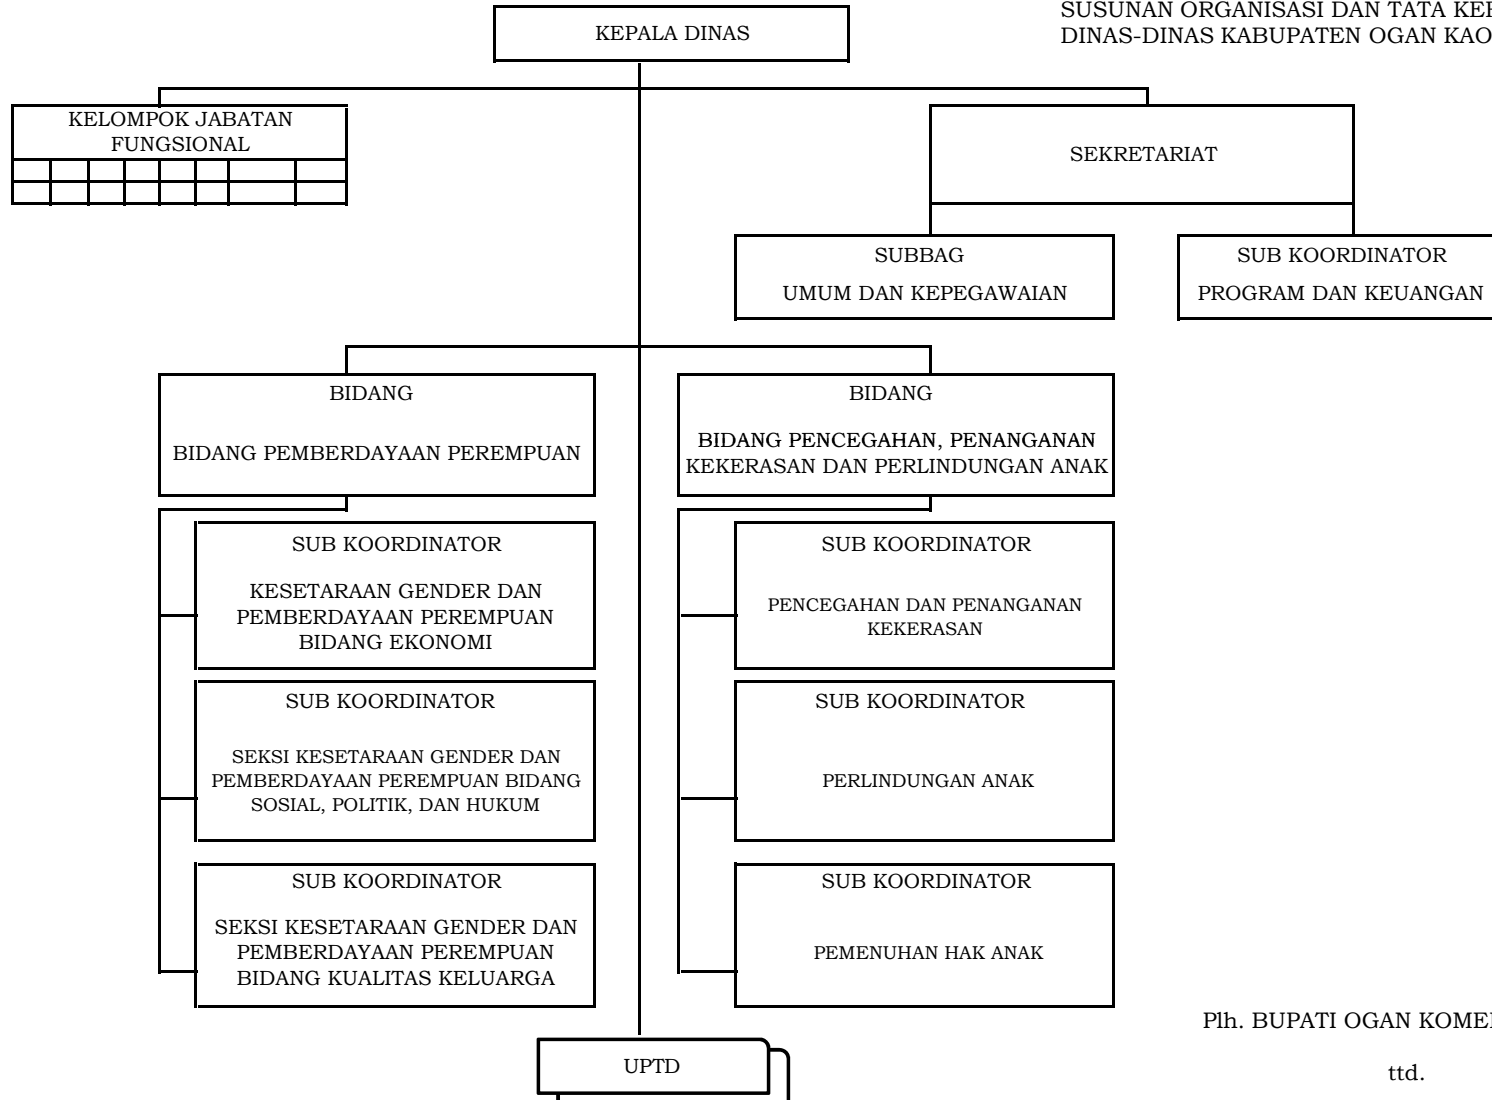 SUSUNAN ORGANISASI DAN TATA
DINAS-DINAS KABUPATEN OGAN
KEPALA DINAS
KELOMPOK JABATAN
FUNGSIONAL
SEKRETARIAT
SUBBAG
UMUM DAN KEPEGAWAIAN
SUB KOORDINATOR
PROGRAM DAN KEUANGAN
BIDANG
BIDANG PEMBERDAYAAN PEREMPUAN
BIDANG
BIDANG PENCEGAHAN, PENANGANAN
KEKERASAN DAN PERLINDUNGAN ANAK
SUB KOORDINATOR
KESETARAAN GENDER DAN
PEMBERDAYAAN PEREMPUAN
BIDANG EKONOMI
SUB KOORDINATOR
PENCEGAHAN DAN PENANGANAN
KEKERASAN
SUB KOORDINATOR
SEKSI KESETARAAN GENDER DAN
PEMBERDAYAAN PEREMPUAN BIDANG
SOSIAL, POLITIK, DAN HUKUM
SUB KOORDINATOR
PERLINDUNGAN ANAK
SUB KOORDINATOR
SEKSI KESETARAAN GENDER DAN
PEMBERDAYAAN PEREMPUAN
BIDANG KUALITAS KELUARGA
SUB KOORDINATOR
PEMENUHAN HAK ANAK
Plh. BUPATI OGAN
ttd.
UPTD